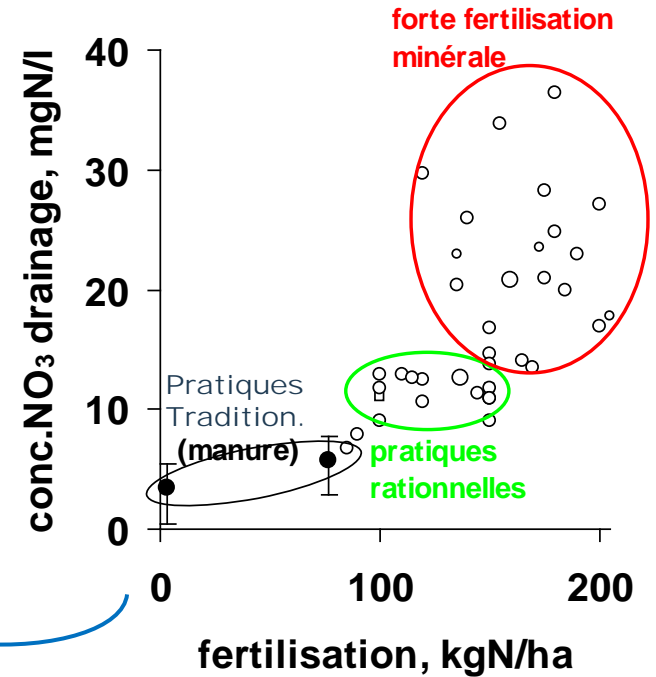 forte fertilisation
minérale
conc.NO₃ drainage, mgN/l
40
30
20
10
0
Pratiques
Tradition.
(manure)
pratiques
rationnelles
0
100
200
fertilisation, kgN/ha